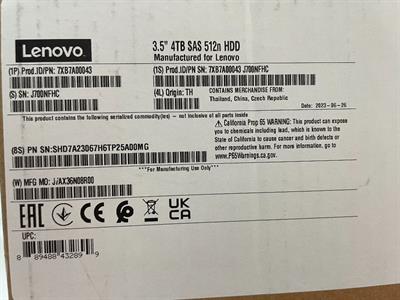 Lenovo
3.5" 4TB SAS 512n HDD
Manufactured for Lenovo
(1P) Prod.ID/PN: 7XB7A00043
(1S) Prod.ID/PN SN: 7XB7A00043 J700NFHC
(S) SN: J700NFHC
(4L) Origin: TH
CONTAINS MERCHANDISE FROM:
Thailand, China, Czech Republic
Date : 2023-06-26
This product contains the following serialized commodity(ies) - not inclusive of all parts inside
(8S) PN SN:SHD7A23067H6TP25A00MG
⚠ California Prop 65 WARNING: This product can expose
you to chemicals including lead, which is known to the
State of California to cause cancer and birth defects or
other reproductive harm. For more information go to
www.P65Warnings.ca.gov.
***For Manufacturing Use Only***
(W) MFG MO: J/AX36N08R00
EAC CE UK CA
UPC:
8 89488 43289 9